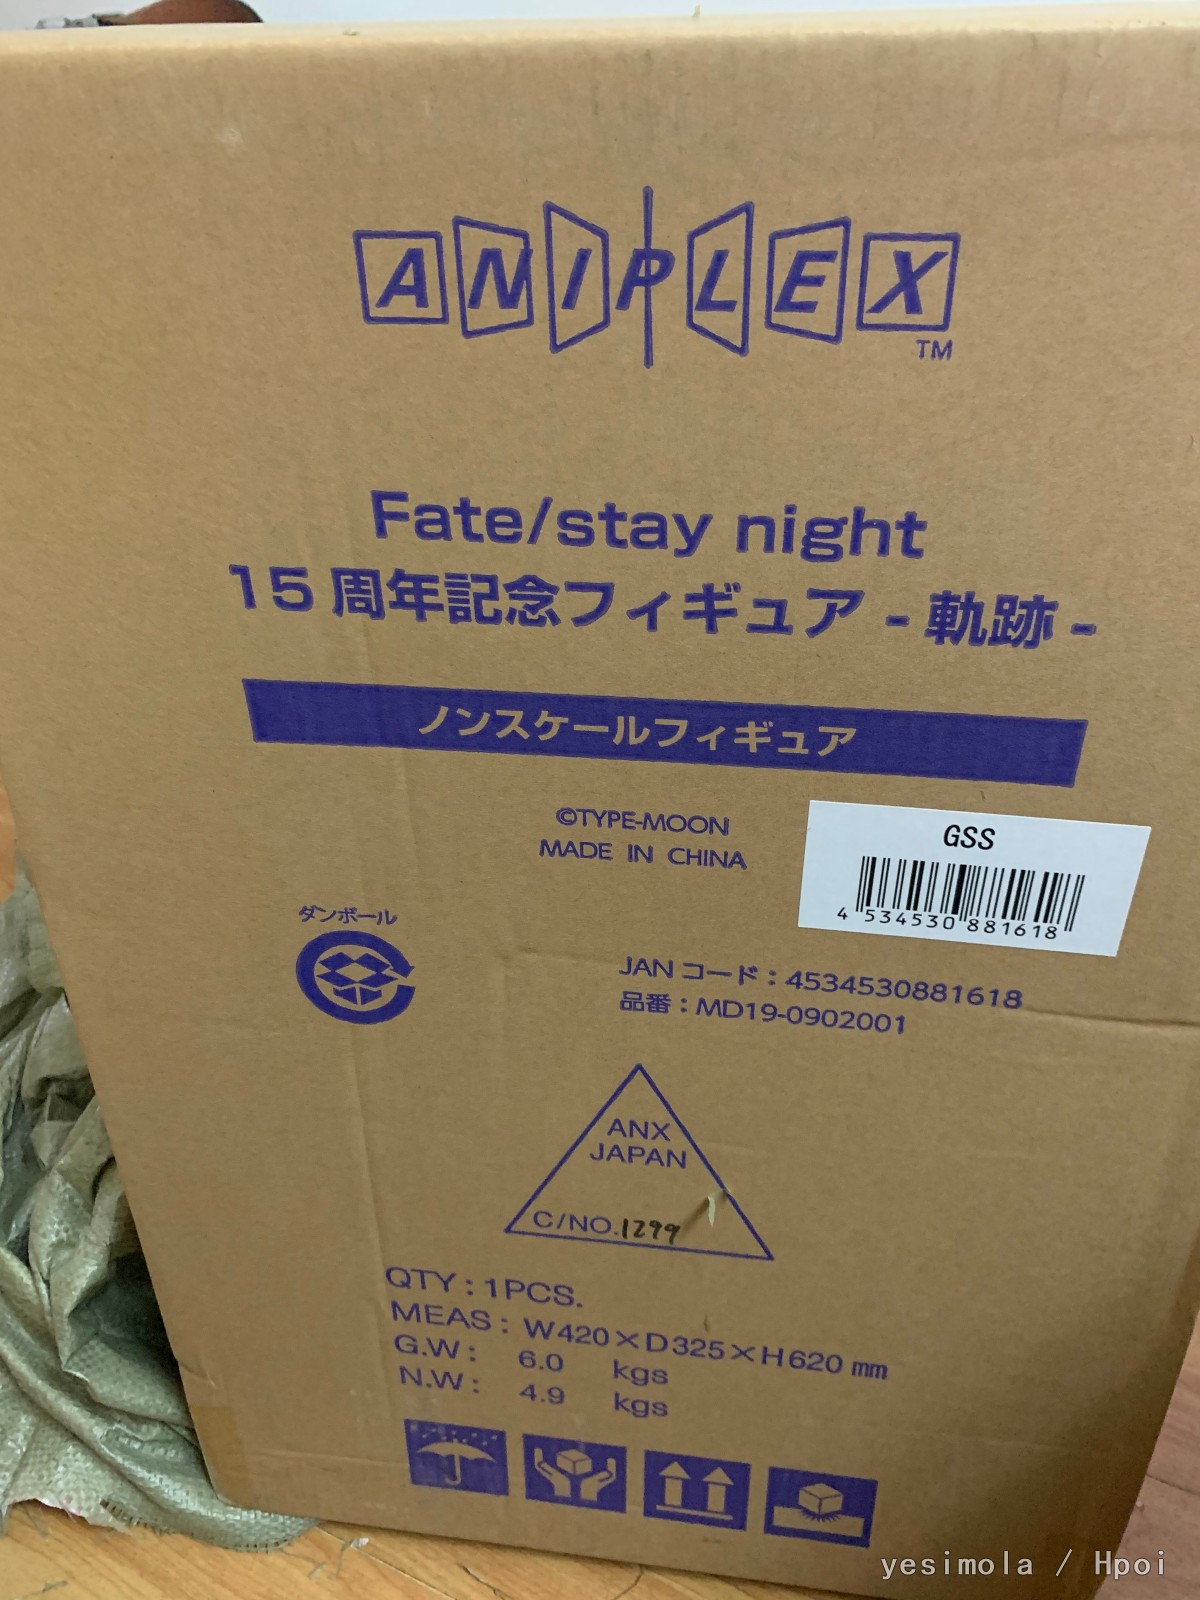 ANIPLEX
TM
Fate/stay night
15周年記念フィギュア -軌跡-
ノンスケールフィギュア
©TYPE-MOON
MADE IN CHINA
GSS
4 534530 881618
ダンボール
JANコード：4534530881618
品番：MD19-0902001
ANX
JAPAN
C/NO.1299
QTY：1PCS.
MEAS：W420×D325×H620㎜
G.W： 6.0 kgs
N.W： 4.9 kgs
yesimola / Hpoi